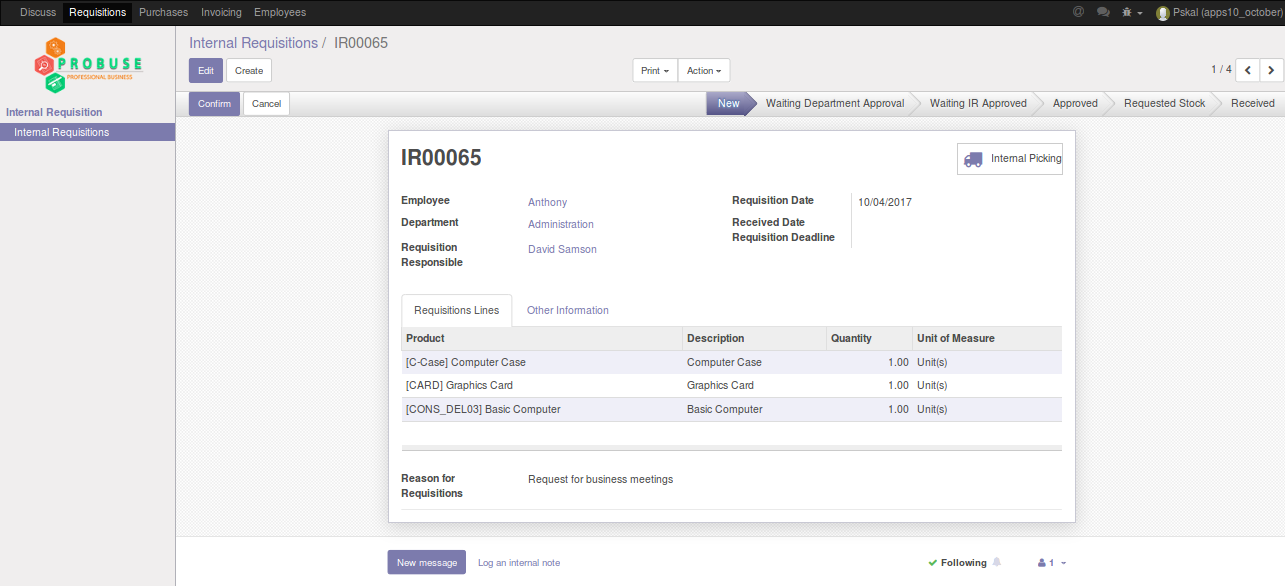 Discuss Requisitions Purchases Invoicing Employees @ Pskal (apps10_october)
PROBUSE
PROFESSIONAL BUSINESS
Internal Requisition
Internal Requisitions
Internal Requisitions / IR00065
Edit Create Print Action 1 / 4
Confirm Cancel New Waiting Department Approval Waiting IR Approved Approved Requested Stock Received
IR00065 Internal Picking
Employee Anthony Requisition Date 10/04/2017
Department Administration Received Date
Requisition Deadline
Requisition Responsible David Samson
Requisitions Lines Other Information
Product Description Quantity Unit of Measure
[C-Case] Computer Case Computer Case 1.00 Unit(s)
[CARD] Graphics Card Graphics Card 1.00 Unit(s)
[CONS_DEL03] Basic Computer Basic Computer 1.00 Unit(s)
Reason for Requisitions Request for business meetings
New message Log an internal note Following 1